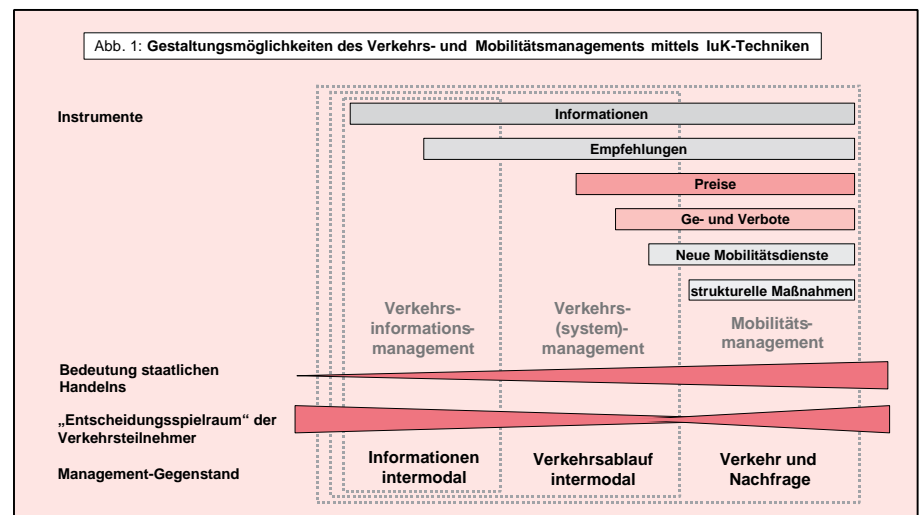 Abb. 1: Gestaltungsmöglichkeiten des Verkehrs- und Mobilitätsmanagements mittels IuK-Techniken
Instrumente
Informationen
Empfehlungen
Preise
Ge- und Verbote
Neue Mobilitätsdienste
strukturelle Maßnahmen
Verkehrs-
informations-
management
Verkehrs-
(system)-
management
Mobilitäts-
management
Bedeutung staatlichen
Handelns
„Entscheidungsspielraum“ der
Verkehrsteilnehmer
Management-Gegenstand
Informationen
intermodal
Verkehrsablauf
intermodal
Verkehr und
Nachfrage